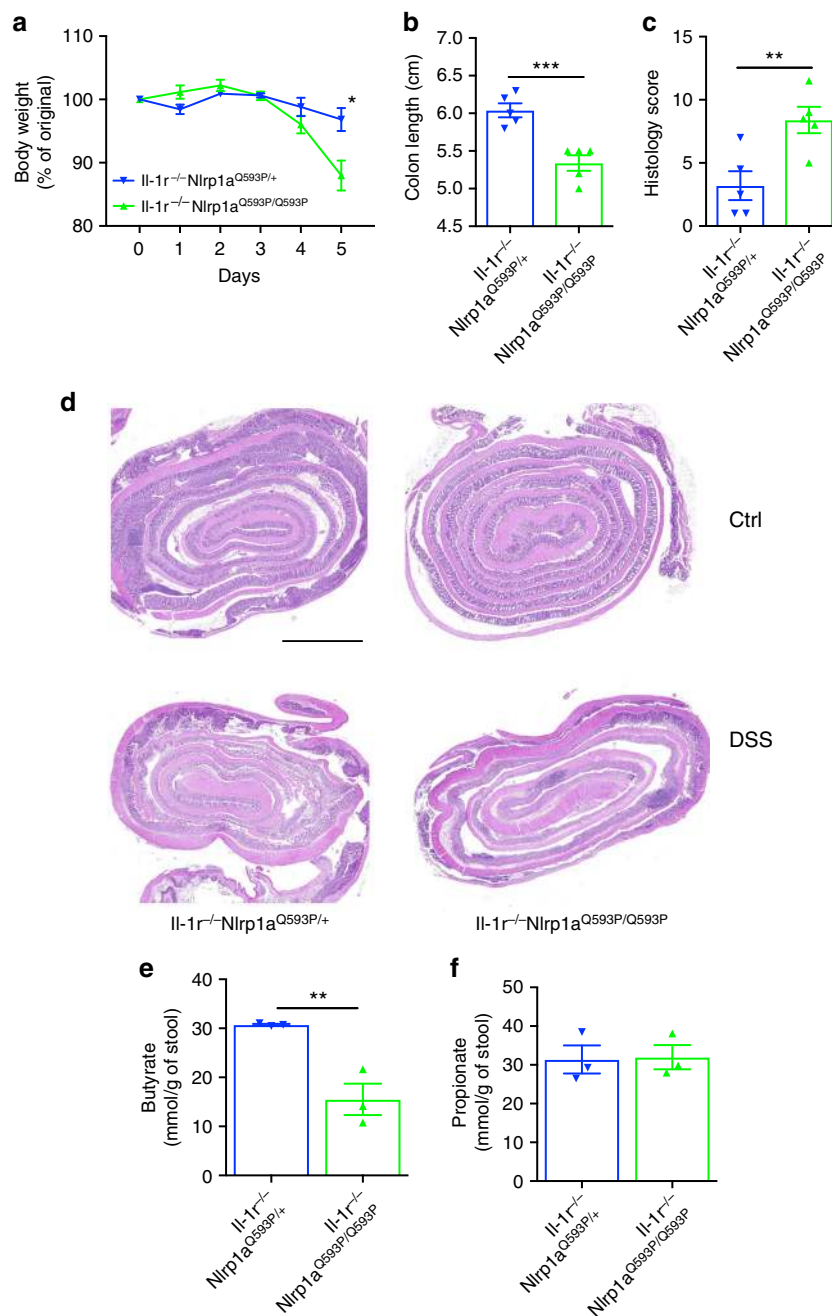 a
110
100
90
80
Body weight
(% of original)
*
Il-1r⁻/⁻Nlrp1aQ593P/+
Il-1r⁻/⁻Nlrp1aQ593P/Q593P
0 1 2 3 4 5
Days
b
6.5
6.0
5.5
5.0
4.5
Colon length (cm)
***
Il-1r⁻/⁻
Nlrp1aQ593P/+
Il-1r⁻/⁻
Nlrp1aQ593P/Q593P
c
15
10
5
0
Histology score
**
Il-1r⁻/⁻
Nlrp1aQ593P/+
Il-1r⁻/⁻
Nlrp1aQ593P/Q593P
d
Ctrl
DSS
Il-1r⁻/⁻Nlrp1aQ593P/+
Il-1r⁻/⁻Nlrp1aQ593P/Q593P
e
40
30
20
10
0
Butyrate
(mmol/g of stool)
**
Il-1r⁻/⁻
Nlrp1aQ593P/+
Il-1r⁻/⁻
Nlrp1aQ593P/Q593P
f
50
40
30
20
10
0
Propionate
(mmol/g of stool)
Il-1r⁻/⁻
Nlrp1aQ593P/+
Il-1r⁻/⁻
Nlrp1aQ593P/Q593P